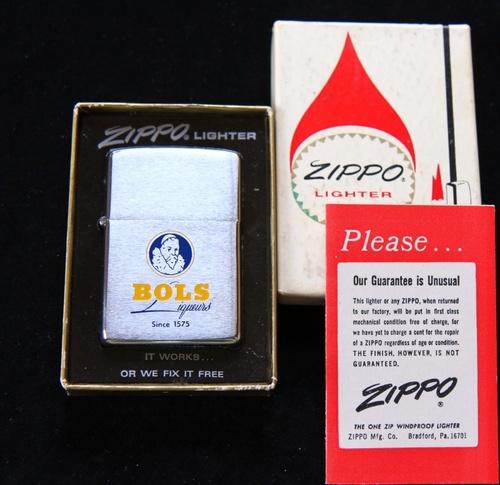 ZIPPO® LIGHTER
BOLS
Liqueurs
Since 1575
IT WORKS...
OR WE FIX IT FREE
ZIPPO®
LIGHTER
Please...
Our Guarantee is Unusual
This lighter or any ZIPPO, when returned
to our factory, will be put in first class
mechanical condition free of charge, for
we have yet to charge a cent for the repair
of a ZIPPO regardless of age or condition.
THE FINISH, HOWEVER, IS NOT
GUARANTEED.
ZIPPO®
THE ONE ZIP WINDPROOF LIGHTER
ZIPPO Mfg. Co. Bradford, Pa. 16701